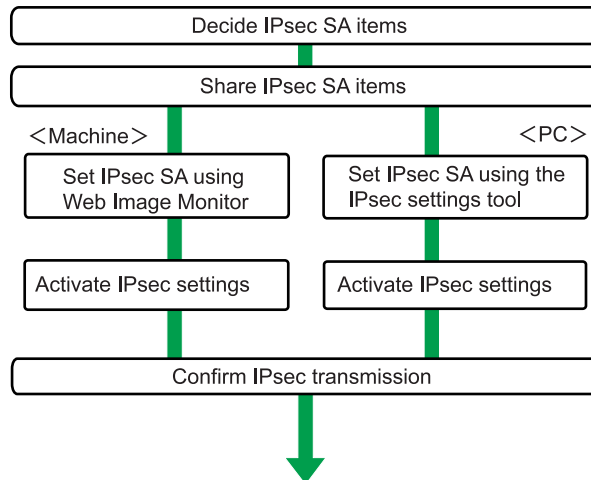 Decide IPsec SA items
Share IPsec SA items
<Machine>
Set IPsec SA using
Web Image Monitor
Activate IPsec settings
<PC>
Set IPsec SA using the
IPsec settings tool
Activate IPsec settings
Confirm IPsec transmission